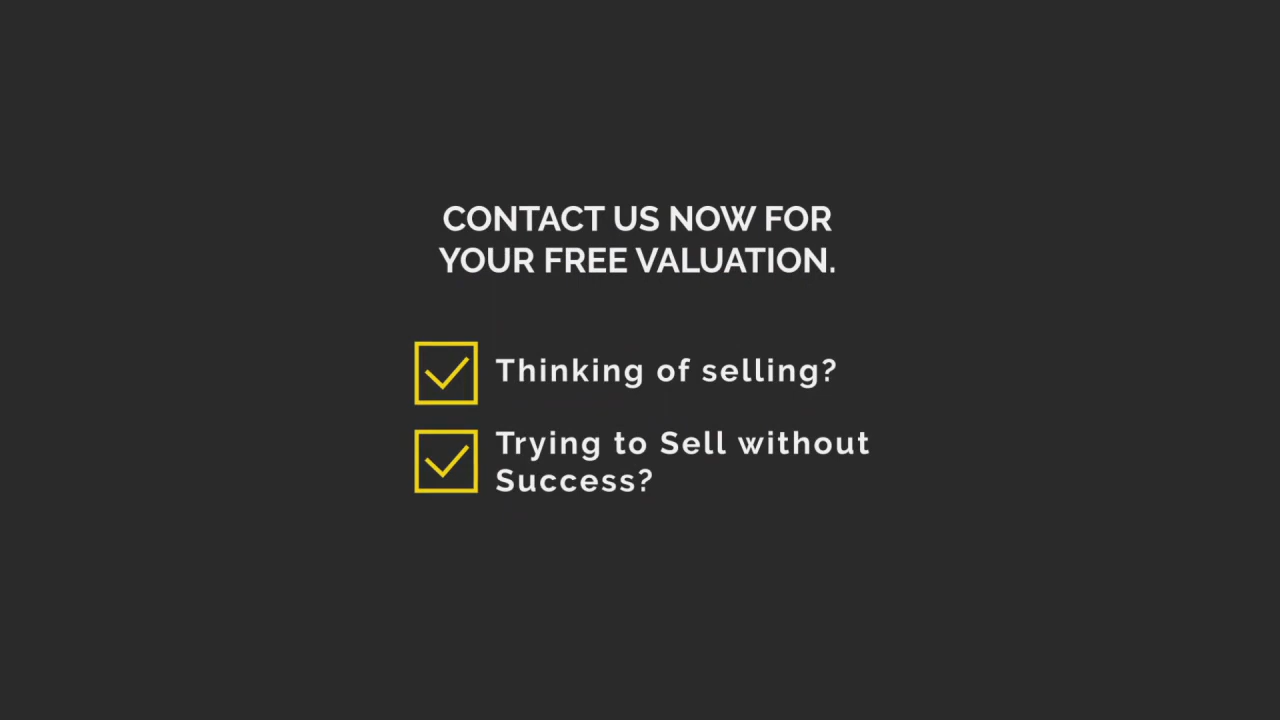 CONTACT US NOW FOR
YOUR FREE VALUATION.
Thinking of selling?
Trying to Sell without
Success?